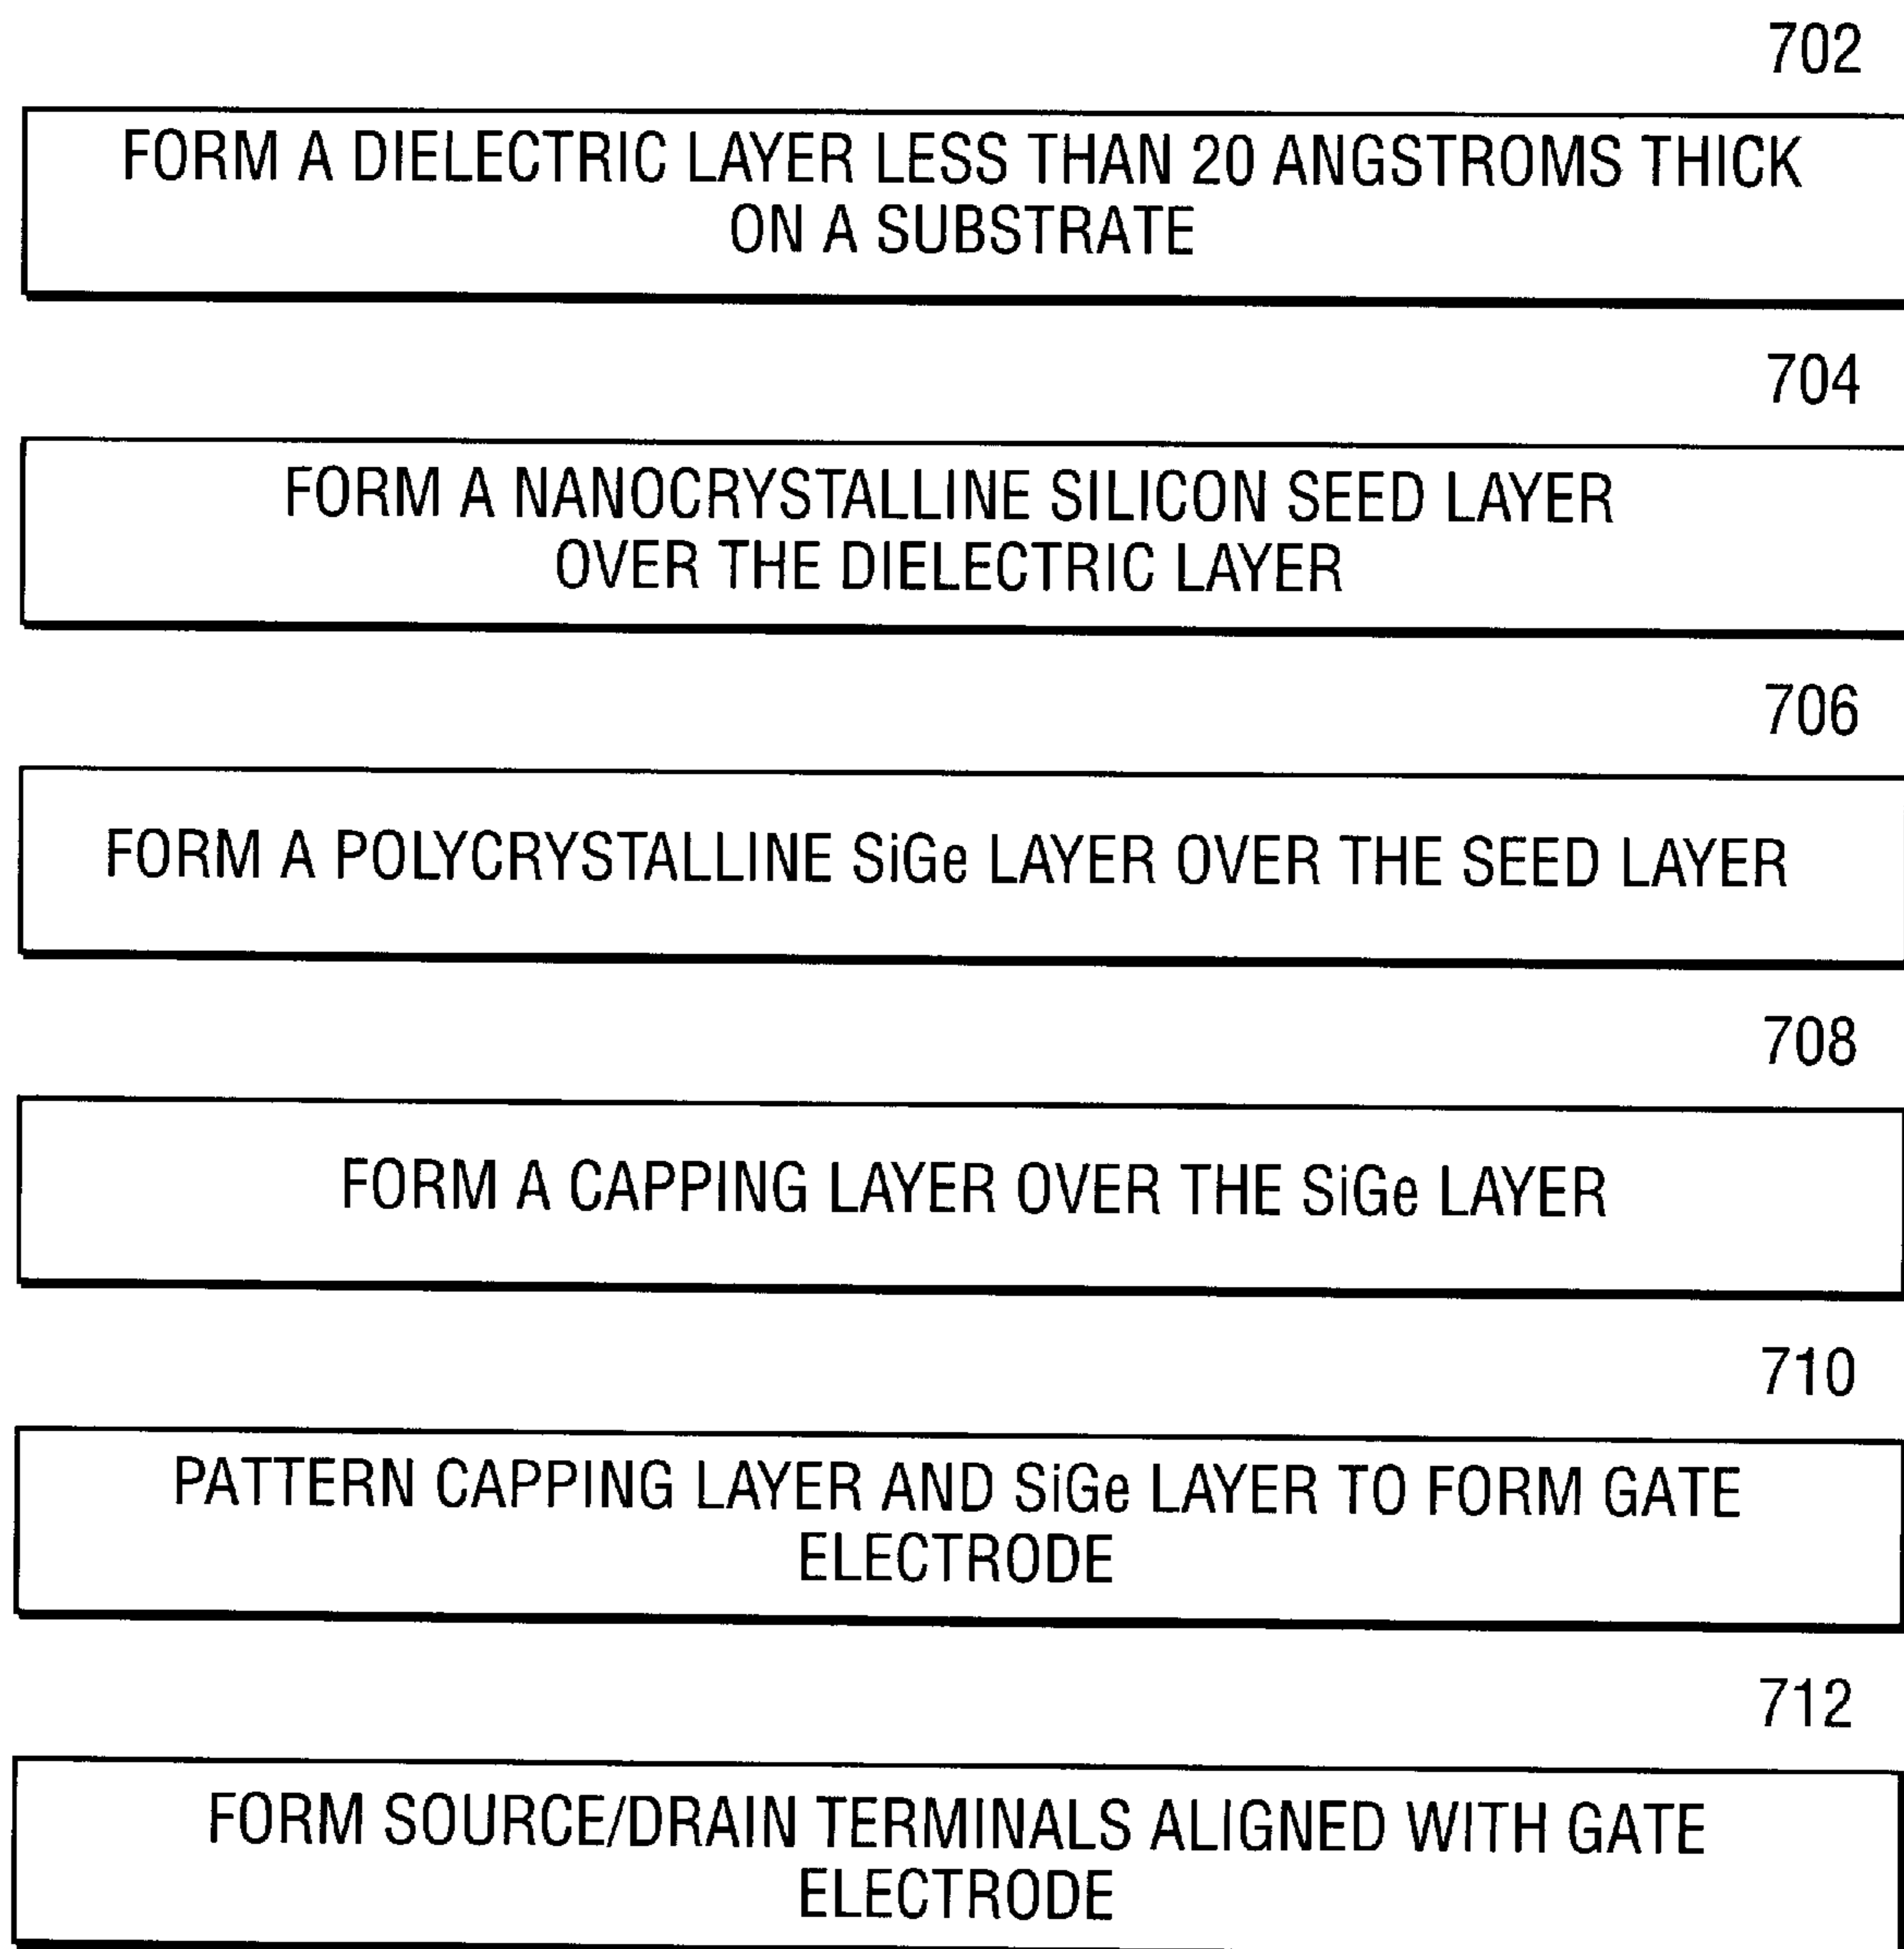 702
FORM A DIELECTRIC LAYER LESS THAN 20 ANGSTROMS THICK
ON A SUBSTRATE
704
FORM A NANOCRYSTALLINE SILICON SEED LAYER
OVER THE DIELECTRIC LAYER
706
FORM A POLYCRYSTALLINE SiGe LAYER OVER THE SEED LAYER
708
FORM A CAPPING LAYER OVER THE SiGe LAYER
710
PATTERN CAPPING LAYER AND SiGe LAYER TO FORM GATE
ELECTRODE
712
FORM SOURCE/DRAIN TERMINALS ALIGNED WITH GATE
ELECTRODE